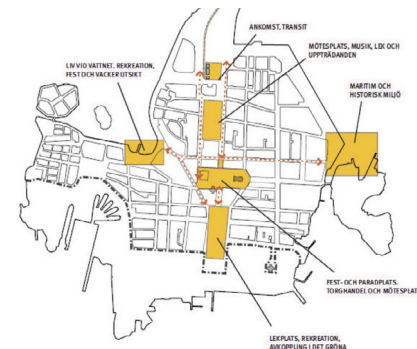 ANKOMST, TRANSIT
MÖTESPLATS, MUSIK, LEK OCH
UPPTRÄDANDEN
LIV VID VATTNET. REKREATION,
FEST OCH VACKER UTSIKT
MARITIM OCH
HISTORISK MILJÖ
FEST- OCH PARADPLATS.
TORGHANDEL OCH MÖTESPLAT
LEKPLATS, REKREATION,
AVKOPPLING I DET GRÖNA